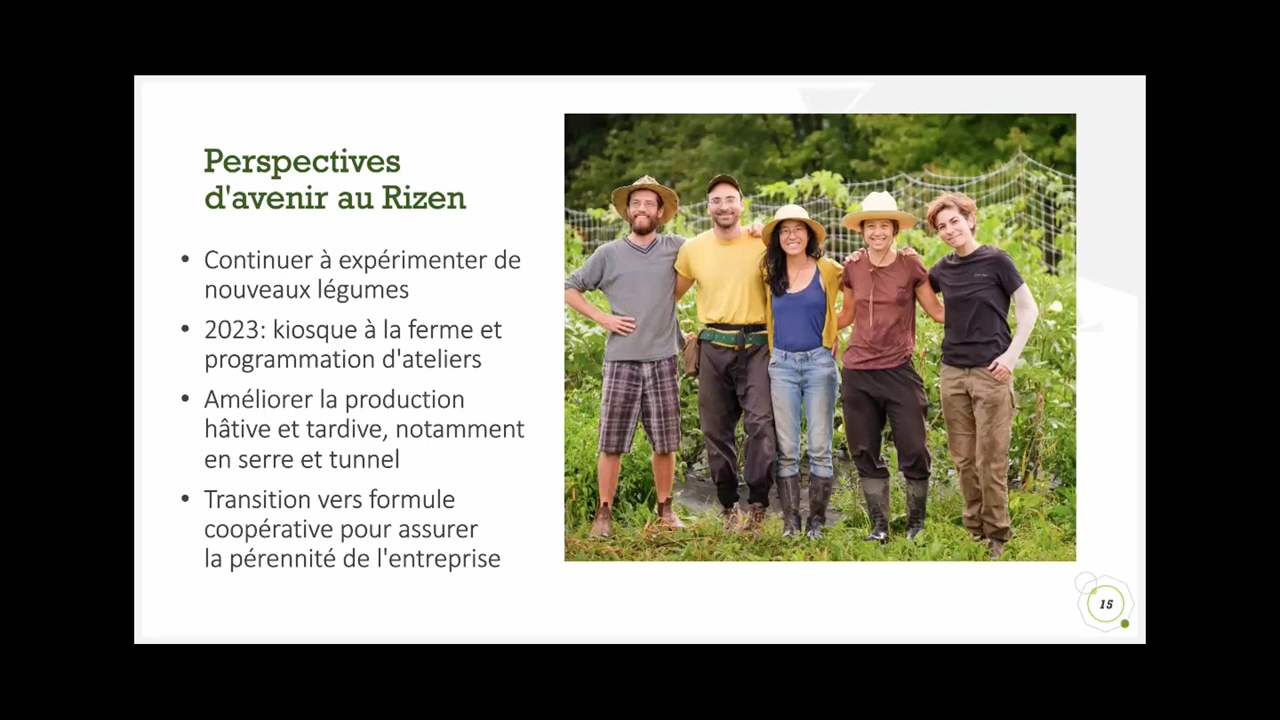 Perspectives
d'avenir au Rizen
• Continuer à expérimenter de
nouveaux légumes
• 2023: kiosque à la ferme et
programmation d'ateliers
• Améliorer la production
hâtive et tardive, notamment
en serre et tunnel
• Transition vers formule
coopérative pour assurer
la pérennité de l'entreprise
15